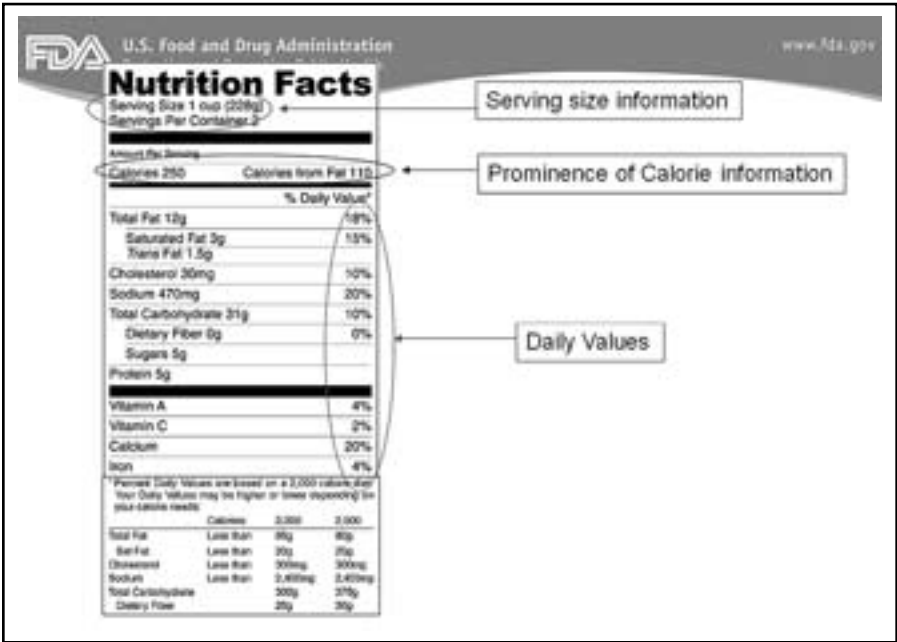 FDA U.S. Food and Drug Administration
www.fda.gov
Nutrition Facts
Serving Size 1 cup (228g)
Servings Per Container 2
Amount Per Serving
Calories 250 Calories from Fat 110
% Daily Value*
Total Fat 12g 18%
Saturated Fat 3g 15%
Trans Fat 1.5g
Cholesterol 30mg 10%
Sodium 470mg 20%
Total Carbohydrate 31g 10%
Dietary Fiber 0g 0%
Sugars 5g
Protein 5g
Vitamin A 4%
Vitamin C 2%
Calcium 20%
Iron 4%
*Percent Daily Values are based on a 2,000 calorie diet.
Your Daily Values may be higher or lower depending on
your calorie needs:
Calories 2,000
Total Fat Less than
Sat Fat Less than 20g 25g
Cholesterol Less than 300mg 300mg
Sodium Less than 2,400mg 2,400mg
Total Carbohydrate 300g 375g
Dietary Fiber 25g 30g
Serving size information
Prominence of Calorie information
Daily Values